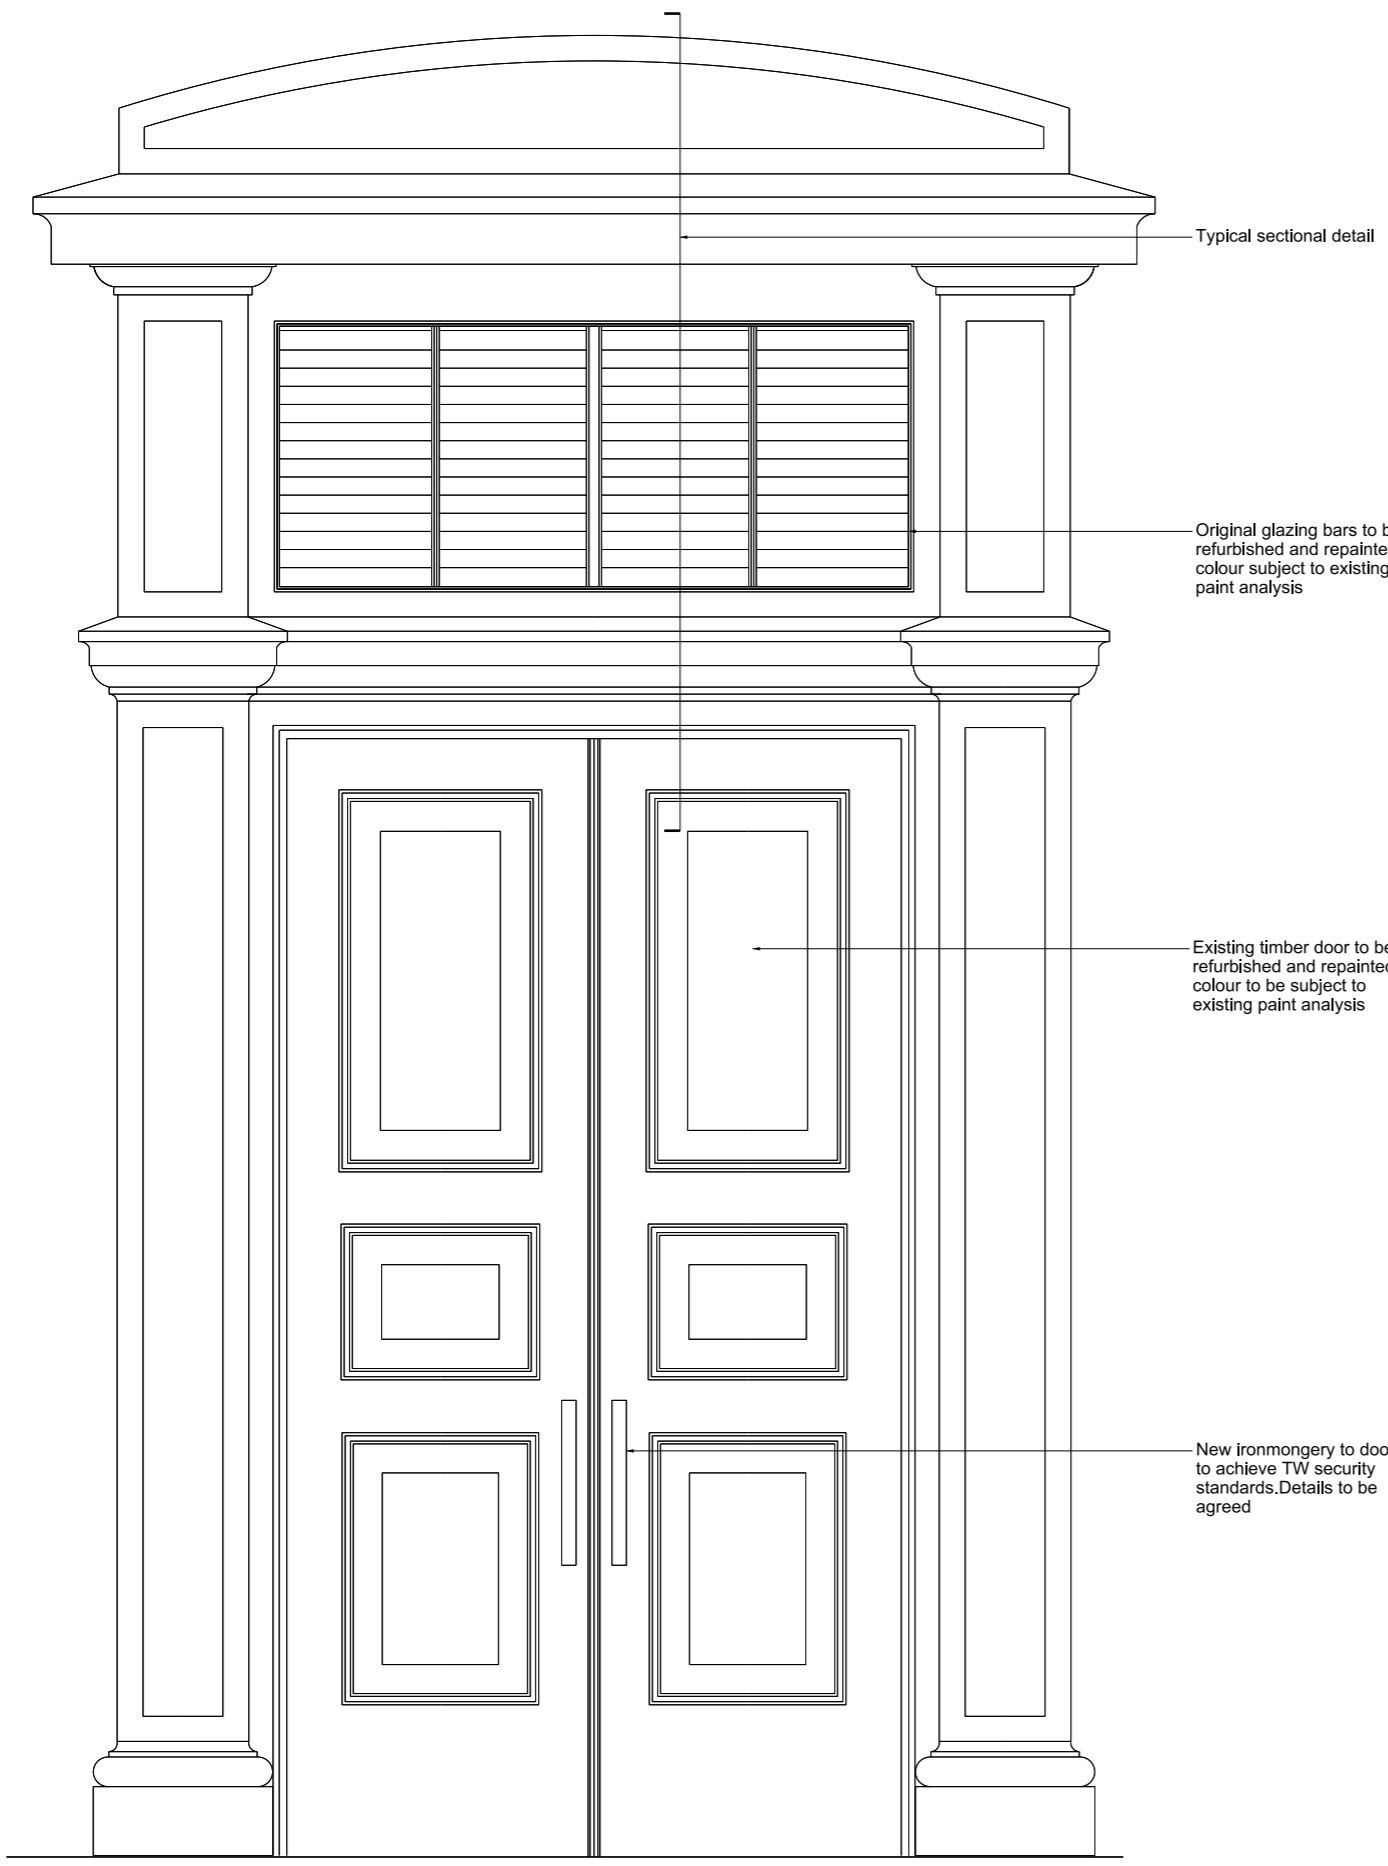 Typical sectional detail
Original glazing bars to b
refurbished and repainte
colour subject to existing
paint analysis
Existing timber door to be
refurbished and repainted
colour to be subject to
existing paint analysis
New ironmongery to doo
to achieve TW security
standards.Details to be
agreed